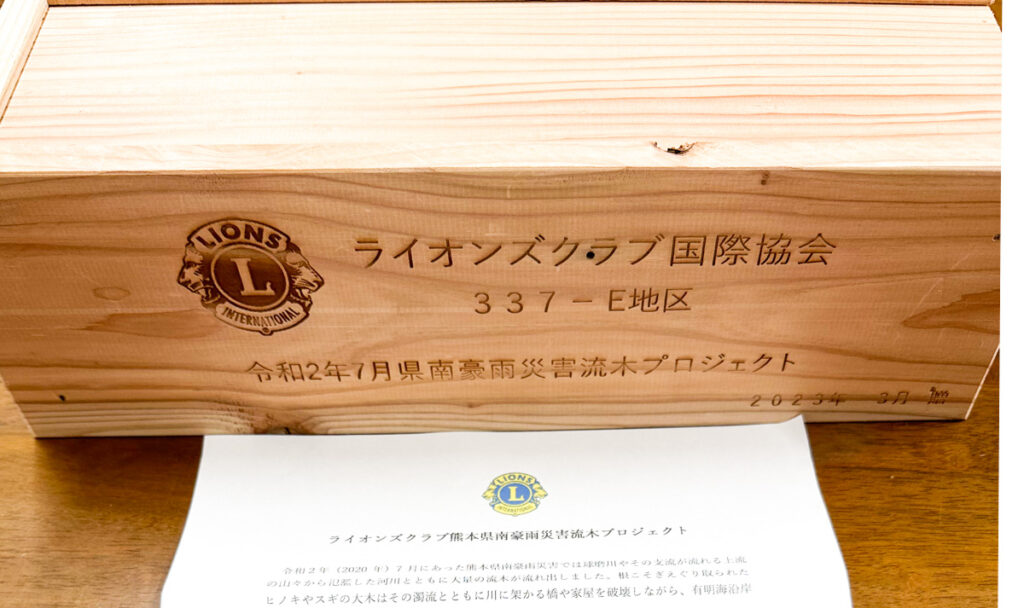 LIONS
L
INTERNATIONAL
ライオンズクラブ国際協会
337－E地区
令和2年7月県南豪雨災害流木プロジェクト
2023年 3月
LIONS
L
INTERNATIONAL
ライオンズクラブ熊本県南豪雨災害流木プロジェクト
令和２年（2020 年）７月にあった熊本県南豪雨災害では球磨川やその支流が流れる上流
の山々から氾濫した河川とともに大量の流木が流れ出しました。根こそぎえぐり取られた
ヒノキやスギの大木はその濁流とともに川に架かる橋や家屋を破壊しながら、有明海沿岸